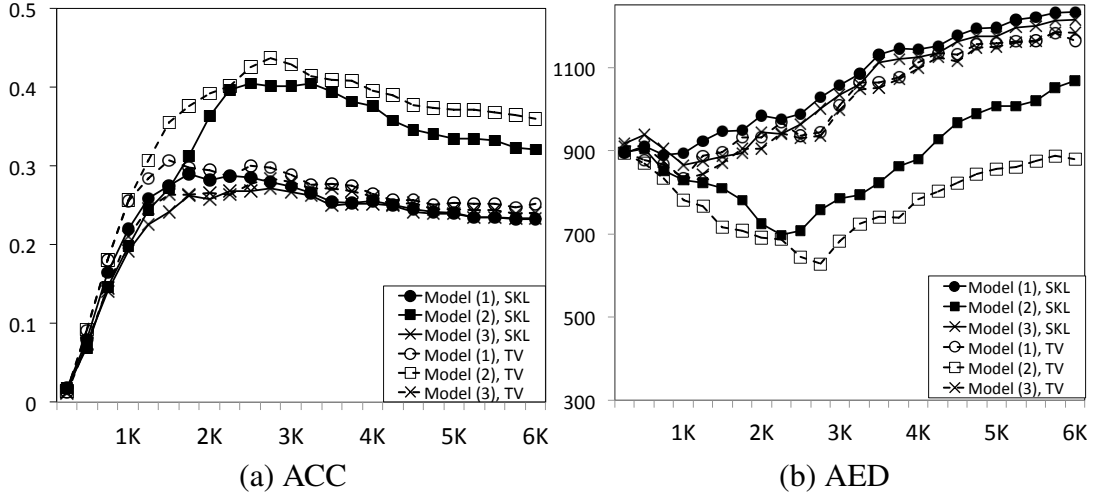 0.5
0.4
0.3
0.2
0.1
0
1K 2K 3K 4K 5K 6K
Model (1), SKL
Model (2), SKL
Model (3), SKL
Model (1), TV
Model (2), TV
Model (3), TV
(a) ACC
1100
900
700
500
300
1K 2K 3K 4K 5K 6K
Model (1), SKL
Model (2), SKL
Model (3), SKL
Model (1), TV
Model (2), TV
Model (3), TV
(b) AED